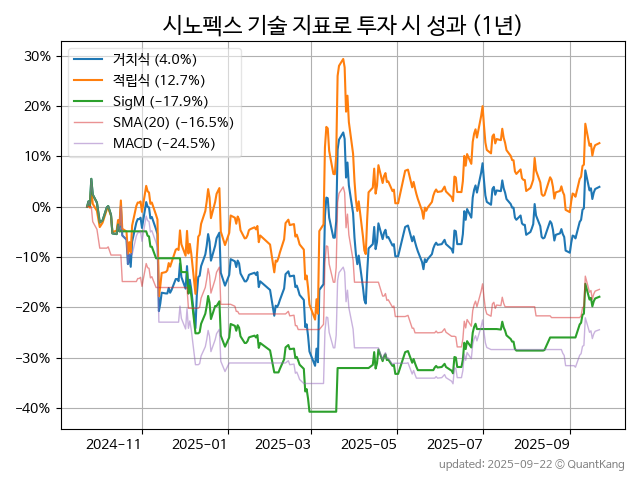 시노펙스 기술 지표로 투자 시 성과 (1년)
거치식 (4.0%)
적립식 (12.7%)
SigM (−17.9%)
SMA(20) (−16.5%)
MACD (−24.5%)
30%
20%
10%
0%
−10%
−20%
−30%
−40%
2024-11 2025-01 2025-03 2025-05 2025-07 2025-09
updated: 2025-09-22 © QuantKang